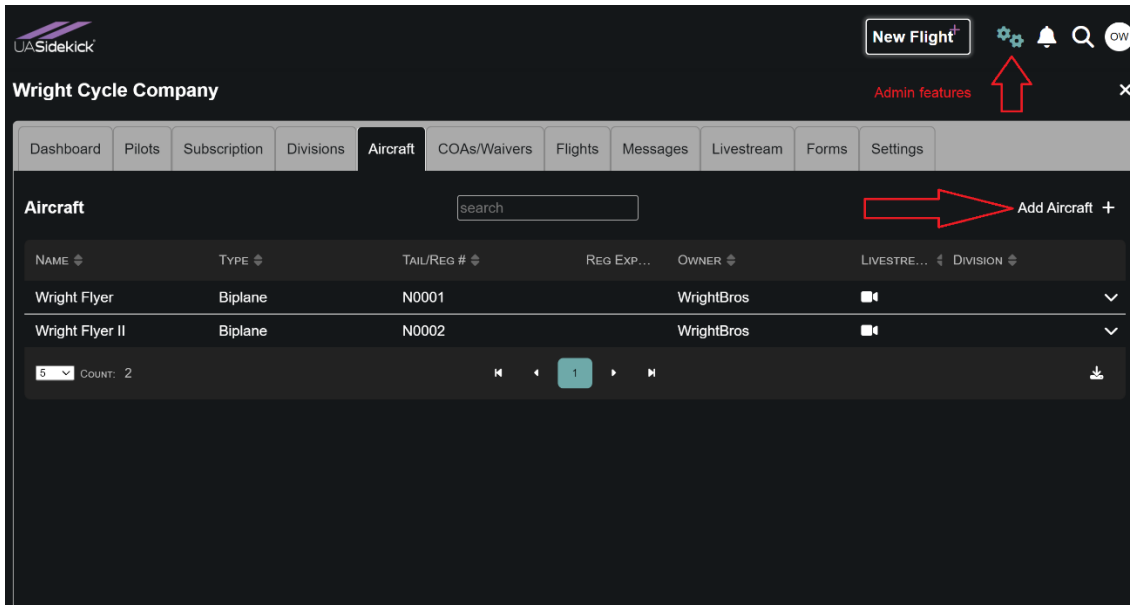 UASidekick
New Flight+
OW
Wright Cycle Company
Admin features
Dashboard Pilots Subscription Divisions Aircraft COAs/Waivers Flights Messages Livestream Forms Settings
Aircraft search Add Aircraft +
NAME TYPE TAIL/REG # REG EXP... OWNER LIVESTRE... DIVISION
Wright Flyer Biplane N0001 WrightBros
Wright Flyer II Biplane N0002 WrightBros
5 COUNT: 2 1